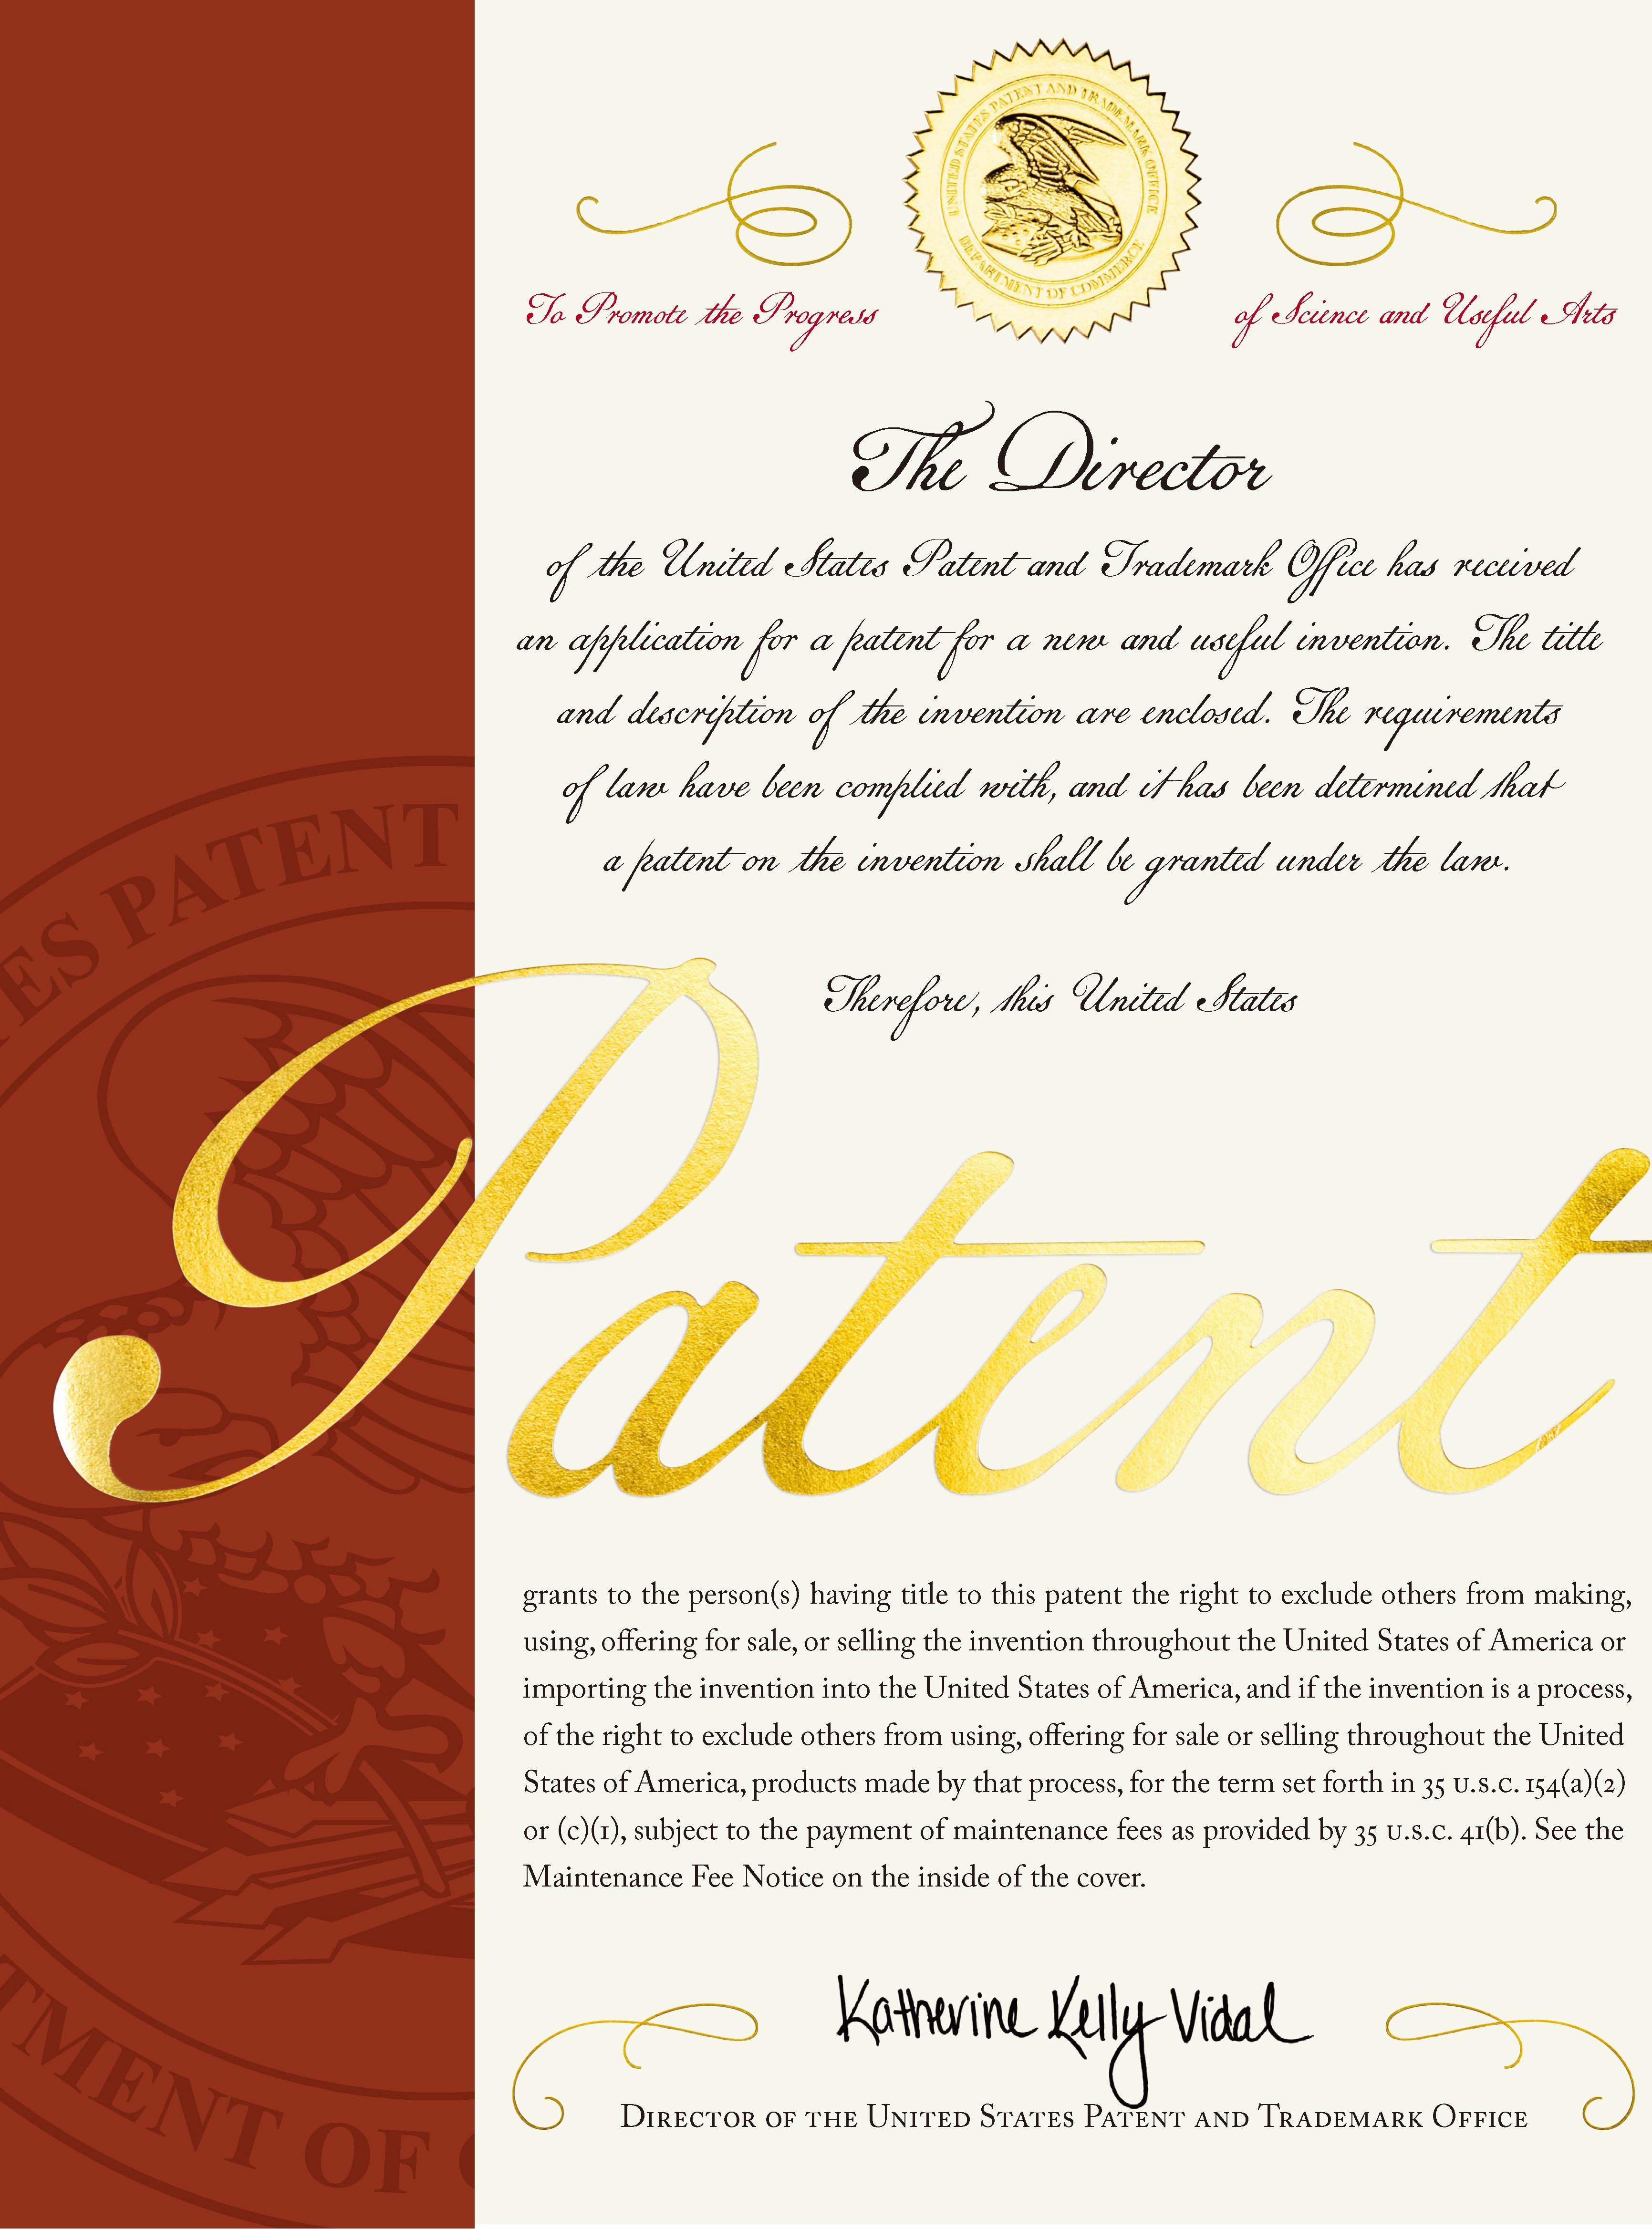 UNITED STATES PATENT AND TRADEMARK OFFICE
DEPARTMENT OF COMMERCE
To Promote the Progress
of Science and Useful Arts
The Director
of the United States Patent and Trademark Office has received
an application for a patent for a new and useful invention. The title
and description of the invention are enclosed. The requirements
of law have been complied with, and it has been determined that
a patent on the invention shall be granted under the law.
Therefore, this United States
Patent
grants to the person(s) having title to this patent the right to exclude others from making,
using, offering for sale, or selling the invention throughout the United States of America or
importing the invention into the United States of America, and if the invention is a process,
of the right to exclude others from using, offering for sale or selling throughout the United
States of America, products made by that process, for the term set forth in 35 U.S.C. 154(a)(2)
or (c)(1), subject to the payment of maintenance fees as provided by 35 U.S.C. 41(b). See the
Maintenance Fee Notice on the inside of the cover.
Katherine Kelly Vidal
DIRECTOR OF THE UNITED STATES PATENT AND TRADEMARK OFFICE
ES PATENT
TMENT OF